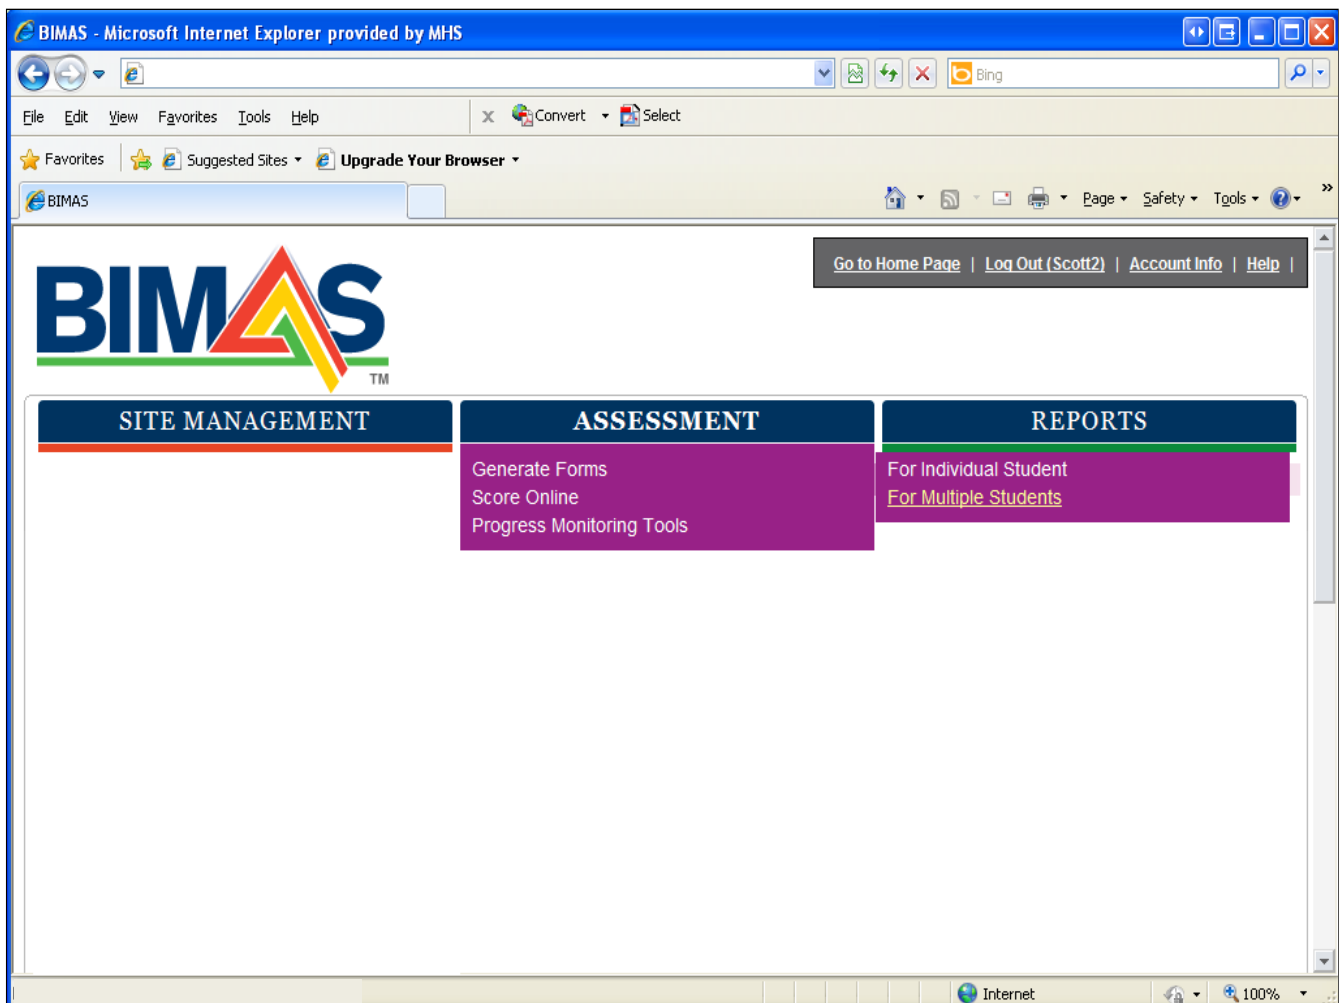 BIMAS - Microsoft Internet Explorer provided by MHS
Bing
File Edit View Favorites Tools Help x Convert Select
Favorites Suggested Sites Upgrade Your Browser
BIMAS Page Safety Tools »
Go to Home Page | Log Out (Scott2) | Account Info | Help |
BIMAS TM
SITE MANAGEMENT ASSESSMENT REPORTS
Generate Forms For Individual Student
Score Online For Multiple Students
Progress Monitoring Tools
Internet 100%